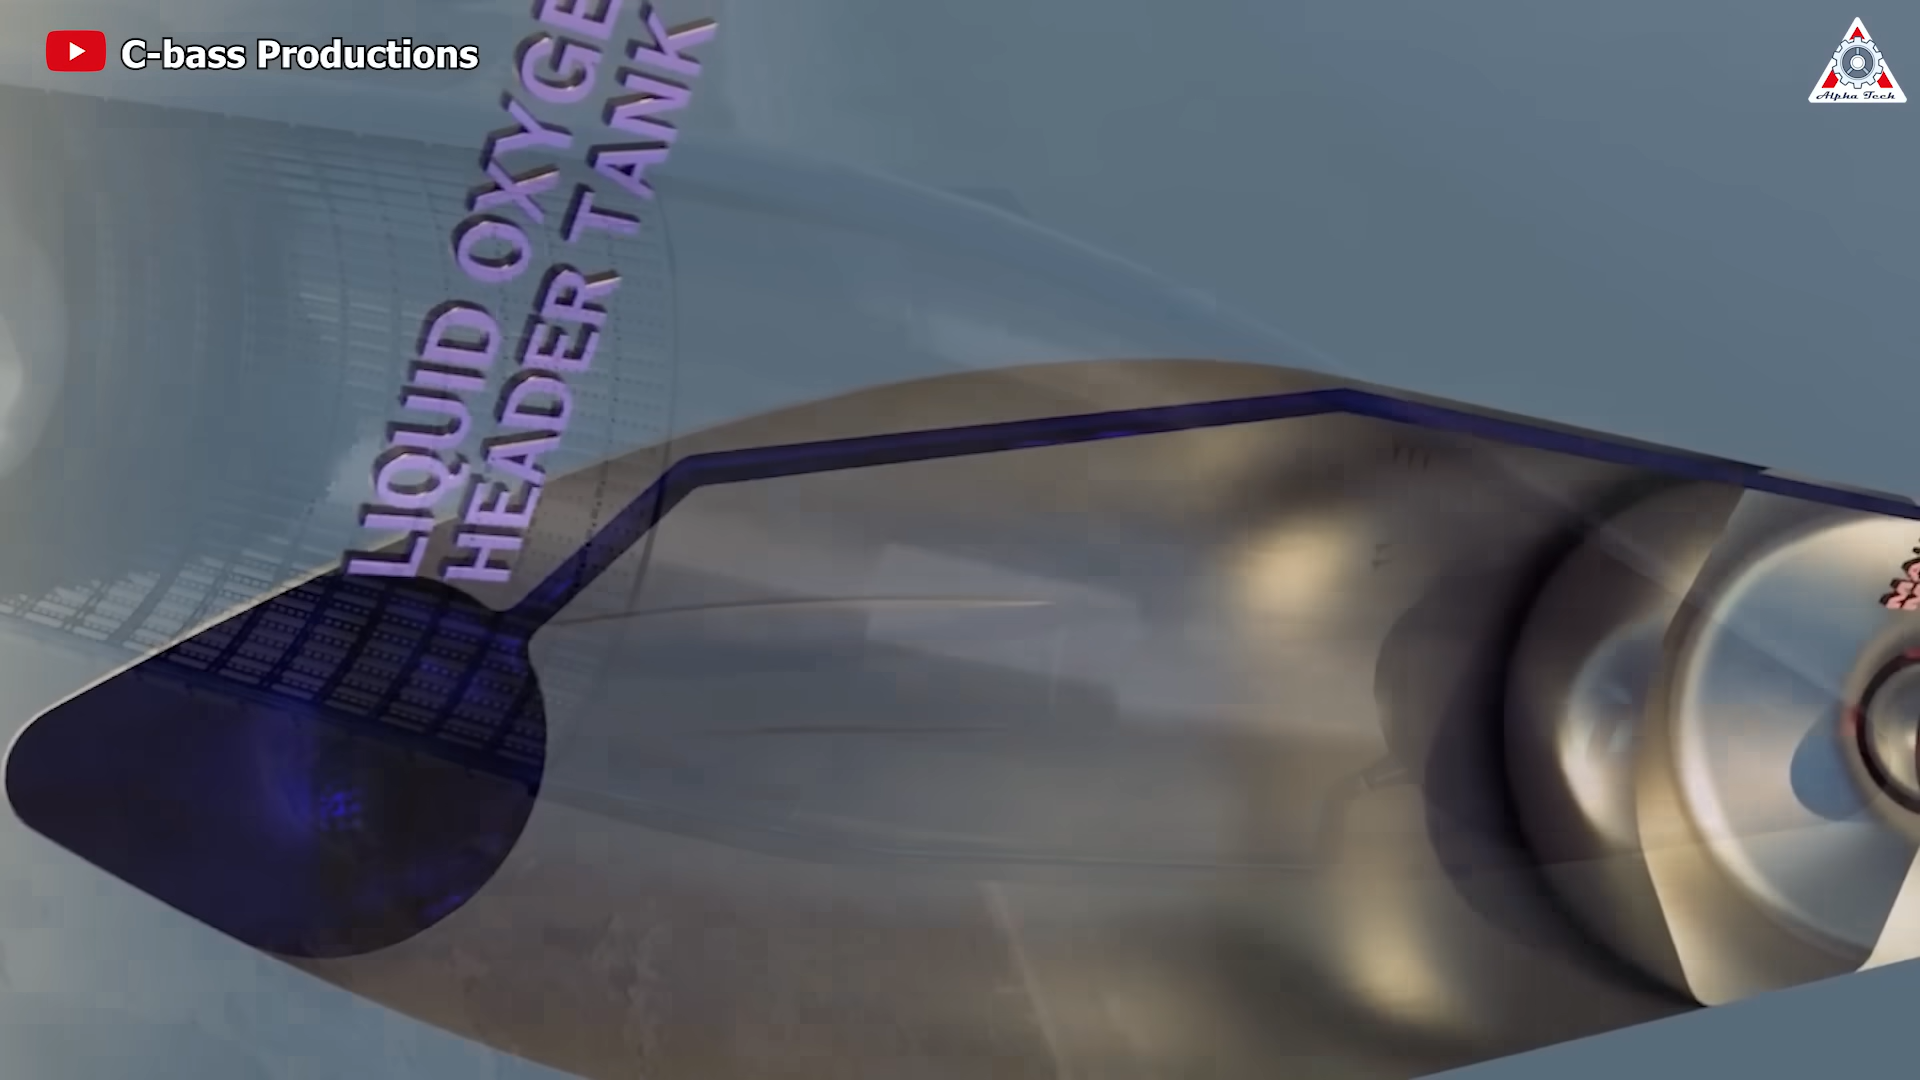 C-bass Productions
Alpha Tech
LIQUID OXYGE
HEADER TANK